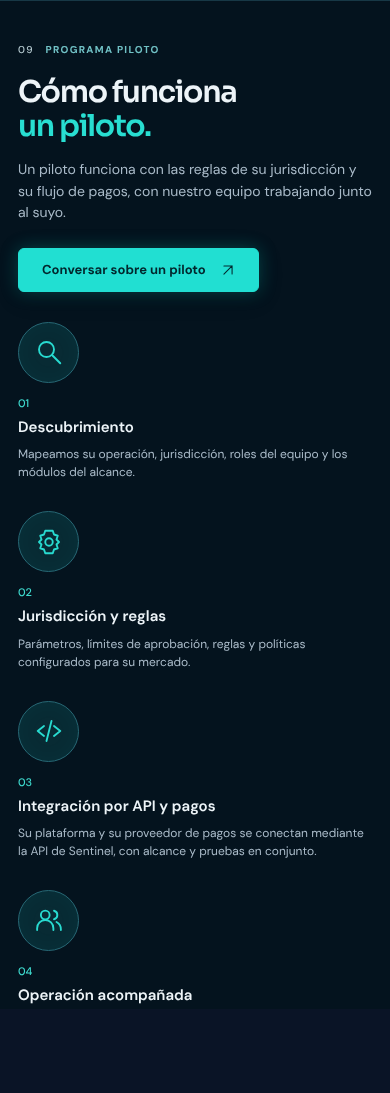 09 PROGRAMA PILOTO
Cómo funciona
un piloto.
Un piloto funciona con las reglas de su jurisdicción y
su flujo de pagos, con nuestro equipo trabajando junto
al suyo.
Conversar sobre un piloto
01
Descubrimiento
Mapeamos su operación, jurisdicción, roles del equipo y los
módulos del alcance.
02
Jurisdicción y reglas
Parámetros, límites de aprobación, reglas y políticas
configurados para su mercado.
03
Integración por API y pagos
Su plataforma y su proveedor de pagos se conectan mediante
la API de Sentinel, con alcance y pruebas en conjunto.
04
Operación acompañada